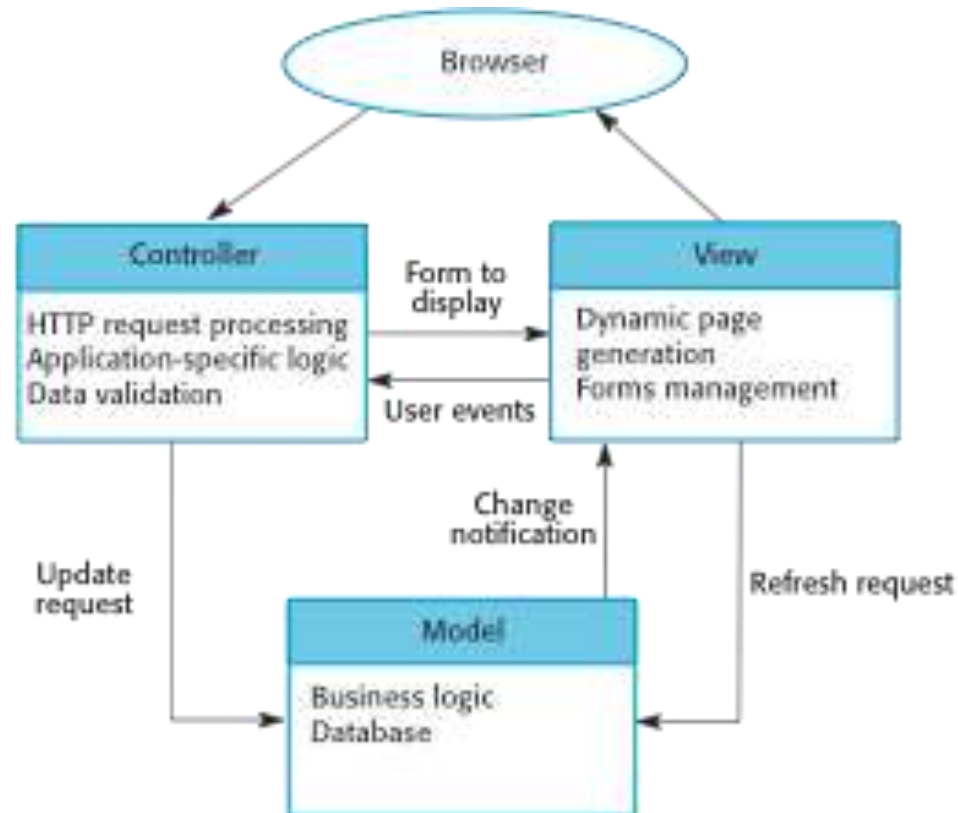 Browser
Controller
HTTP request processing
Application-specific logic
Data validation
Form to
display
User events
View
Dynamic page
generation
Forms management
Update
request
Change
notification
Refresh request
Model
Business logic
Database